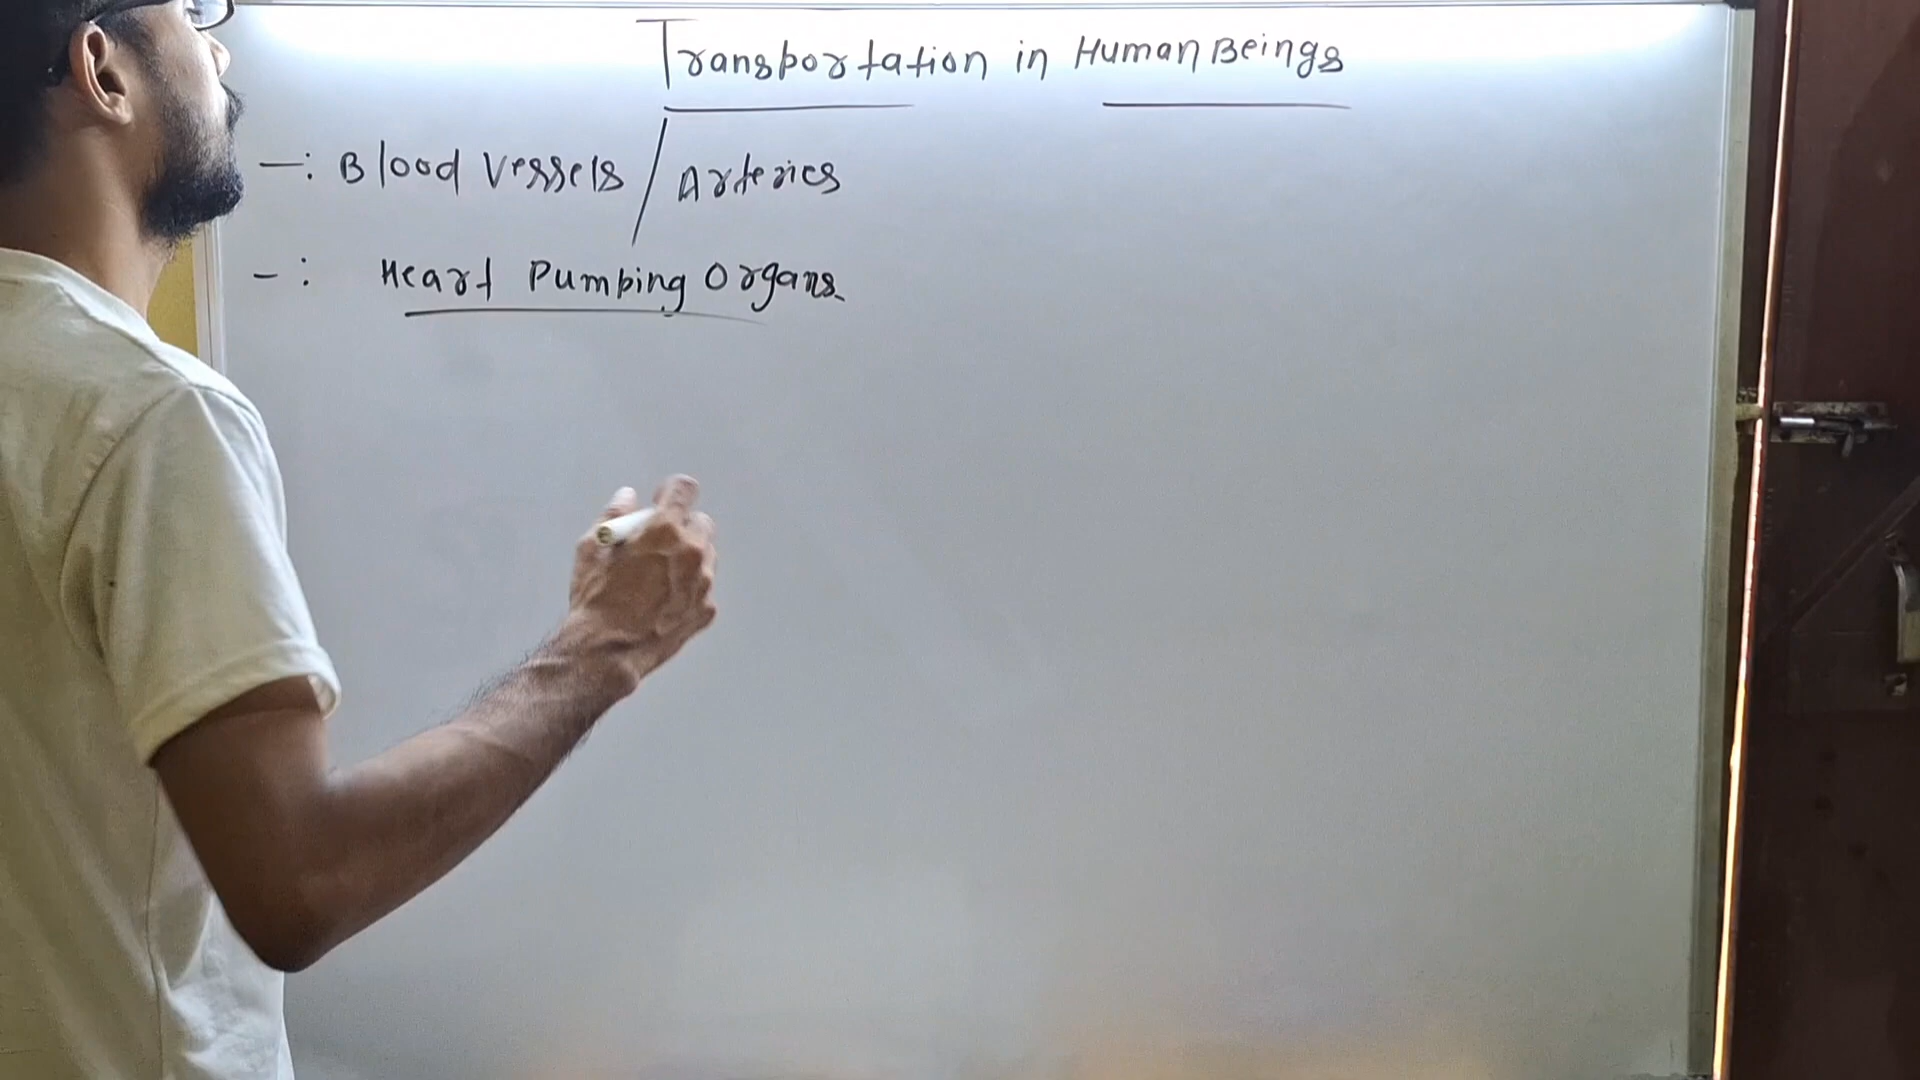 Transportation in Human Beings
-: Blood Vessels / Arteries
-: Heart Pumping Organs.